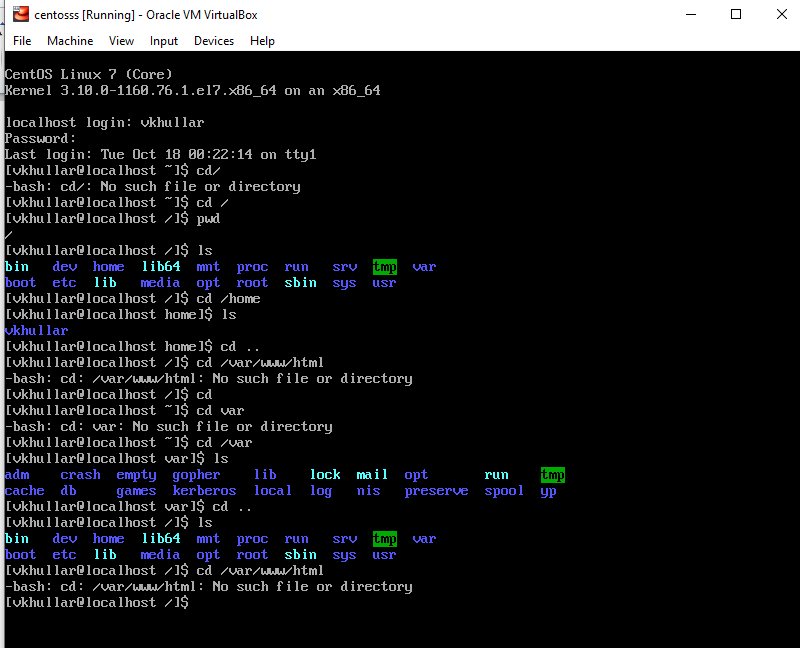 centosss [Running] - Oracle VM VirtualBox
File Machine View Input Devices Help
CentOS Linux 7 (Core)
Kernel 3.10.0-1160.76.1.el7.x86_64 on an x86_64
localhost login: vkhullar
Password:
Last login: Tue Oct 18 00:22:14 on tty1
[vkhullar@localhost ~]$ cd/
-bash: cd/: No such file or directory
[vkhullar@localhost ~]$ cd /
[vkhullar@localhost /]$ pwd
/
[vkhullar@localhost /]$ ls
bin dev home lib64 mnt proc run srv tmp var
boot etc lib media opt root sbin sys usr
[vkhullar@localhost /]$ cd /home
[vkhullar@localhost home]$ ls
vkhullar
[vkhullar@localhost home]$ cd ..
[vkhullar@localhost /]$ cd /var/www/html
-bash: cd: /var/www/html: No such file or directory
[vkhullar@localhost /]$ cd
[vkhullar@localhost ~]$ cd var
-bash: cd: var: No such file or directory
[vkhullar@localhost ~]$ cd /var
[vkhullar@localhost var]$ ls
adm crash empty gopher lib lock mail opt run tmp
cache db games kerberos local log nis preserve spool yp
[vkhullar@localhost var]$ cd ..
[vkhullar@localhost /]$ ls
bin dev home lib64 mnt proc run srv tmp var
boot etc lib media opt root sbin sys usr
[vkhullar@localhost /]$ cd /var/www/html
-bash: cd: /var/www/html: No such file or directory
[vkhullar@localhost /]$